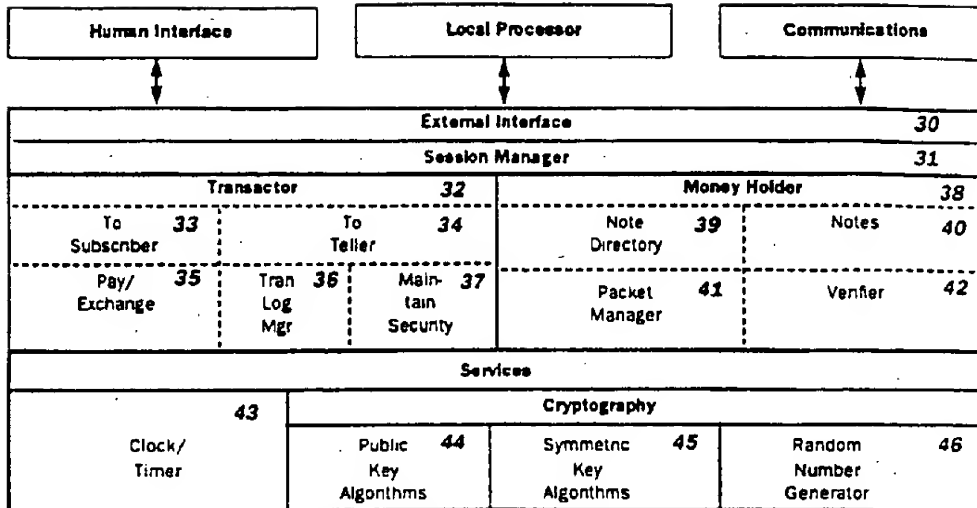 Human Interface
Local Processor
Communications
External Interface 30
Session Manager 31
Transactor 32
Money Holder 38
To 33
Subscriber
To 34
Teller
Note 39
Directory
Notes 40
Pay/ 35
Exchange
Tran 36
Log
Mgr
Main- 37
tain
Security
Packet 41
Manager
Verifier 42
Services
43
Clock/
Timer
Cryptography
Public 44
Key
Algorithms
Symmetric 45
Key
Algorithms
Random 46
Number
Generator